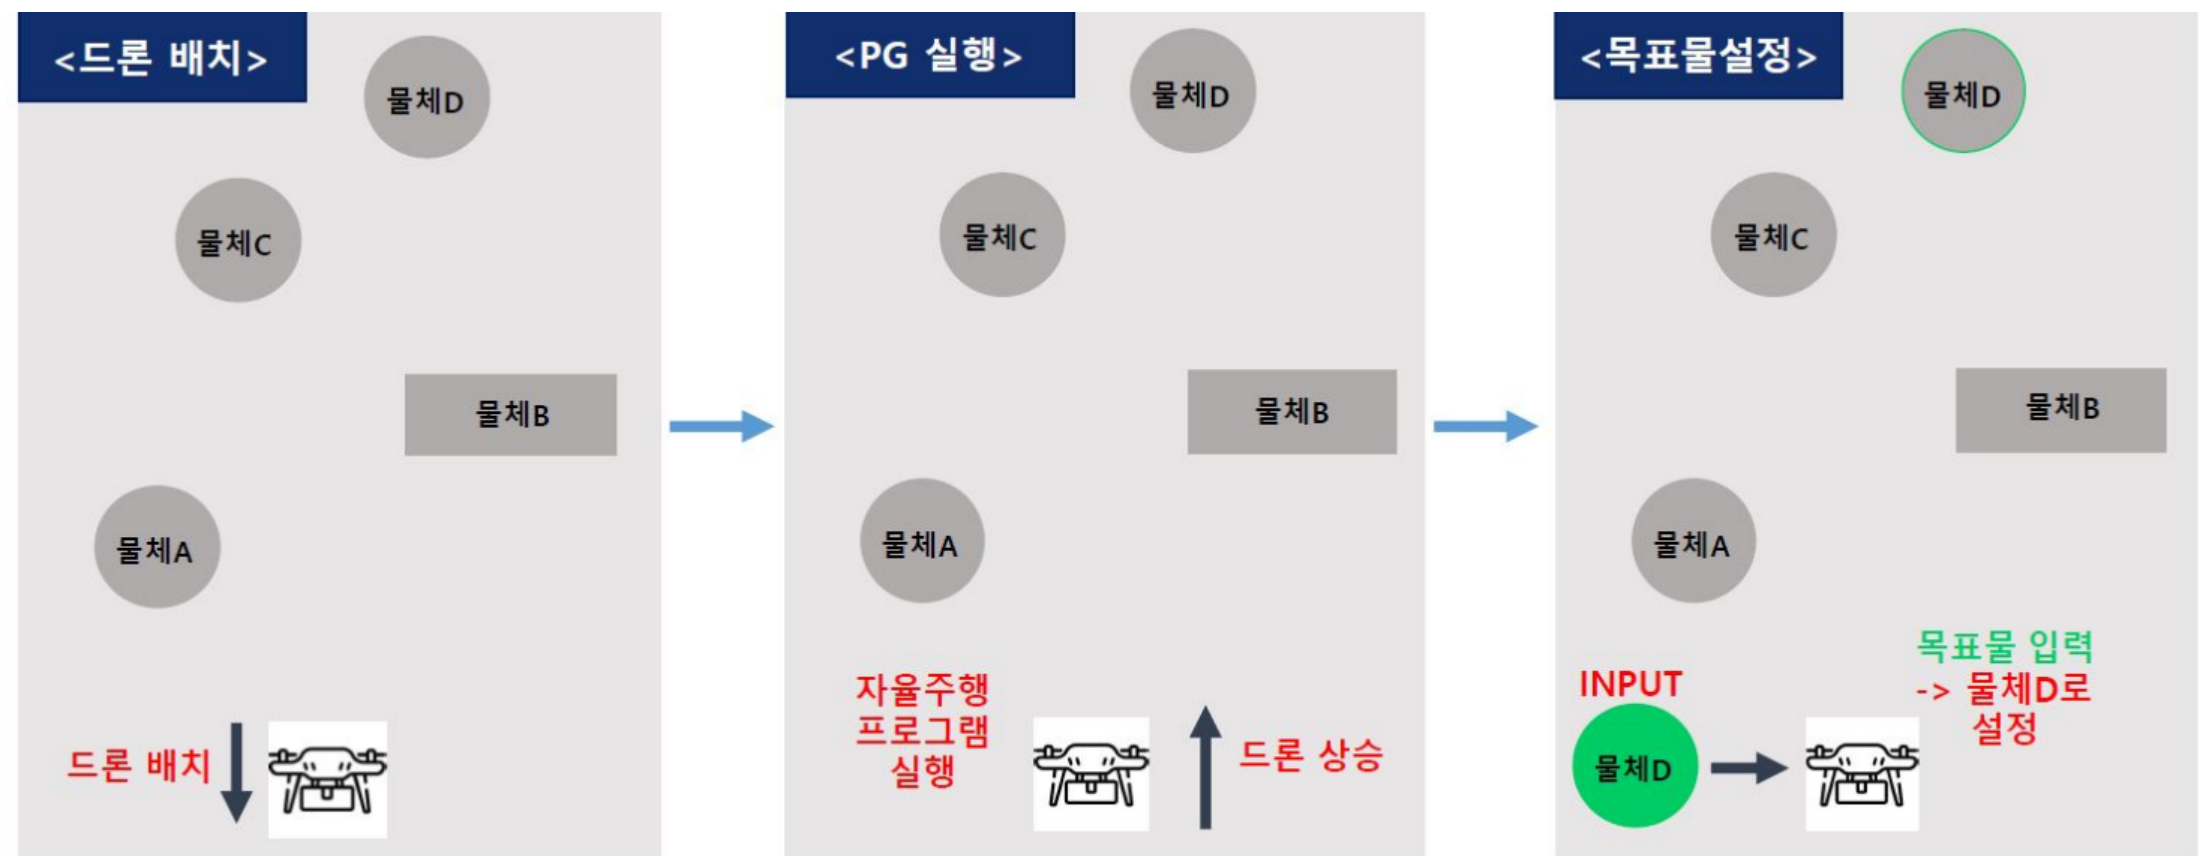 <드론 배치>
물체D
물체C
물체B
물체A
드론 배치
<PG 실행>
물체D
물체C
물체B
물체A
자율주행
프로그램
실행
드론 상승
<목표물설정>
물체D
물체C
물체B
물체A
목표물 입력
-> 물체D로
설정
INPUT
물체D